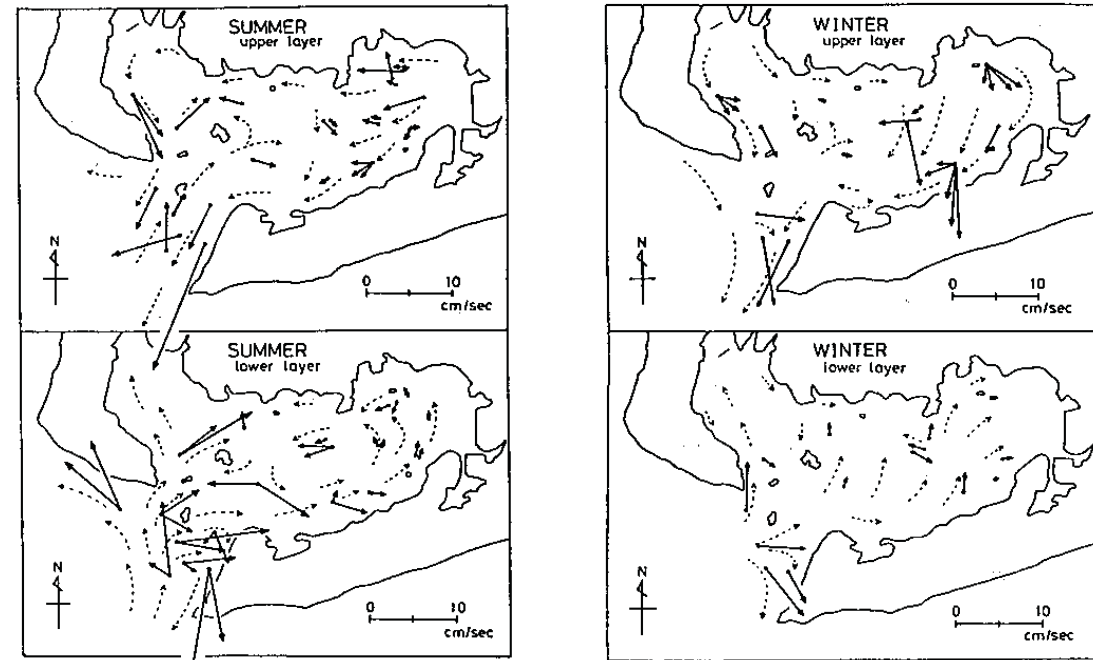 SUMMER
upper layer
N
0 10
cm/sec
WINTER
upper layer
N
0 10
cm/sec
SUMMER
lower layer
N
0 10
cm/sec
WINTER
lower layer
N
0 10
cm/sec